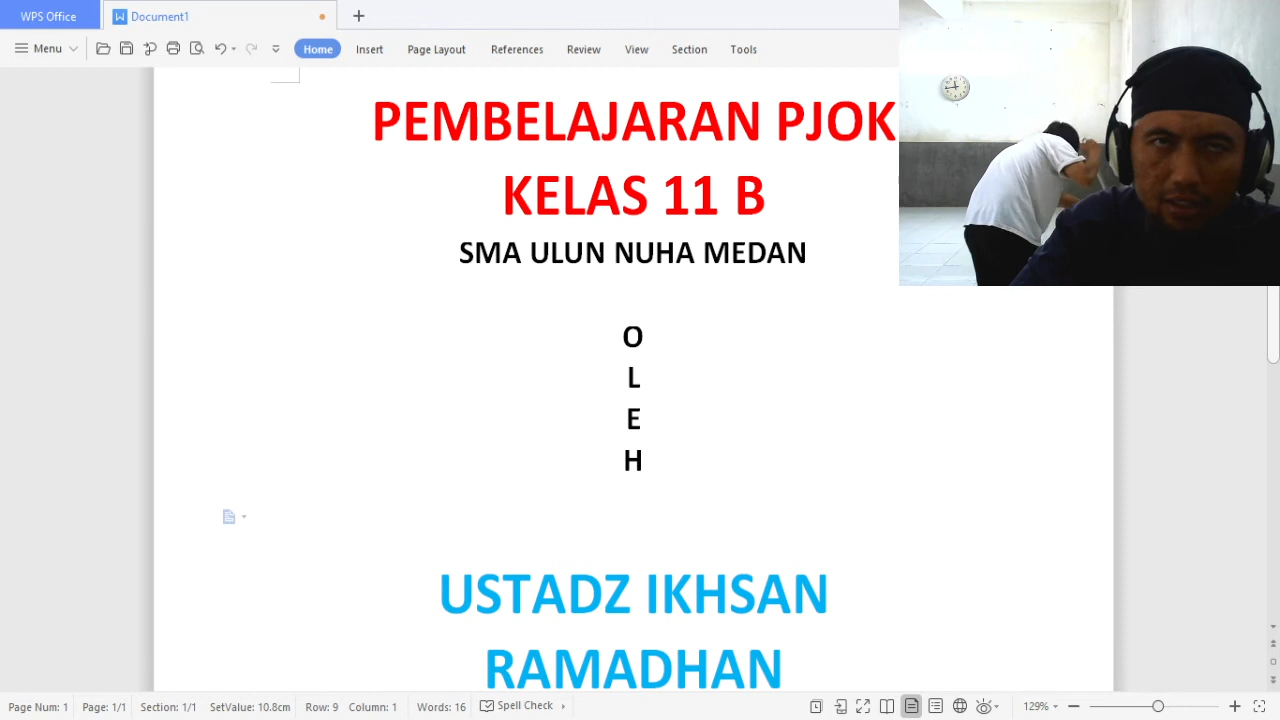 WPS Office
Document1
Menu
Home Insert Page Layout References Review View Section Tools
PEMBELAJARAN PJOK
KELAS 11 B
SMA ULUN NUHA MEDAN
O
L
E
H
USTADZ IKHSAN
RAMADHAN
Page Num: 1 Page: 1/1 Section: 1/1 SetValue: 20.8cm Row: 9 Column: 1 Words: 16 Spell Check 129%